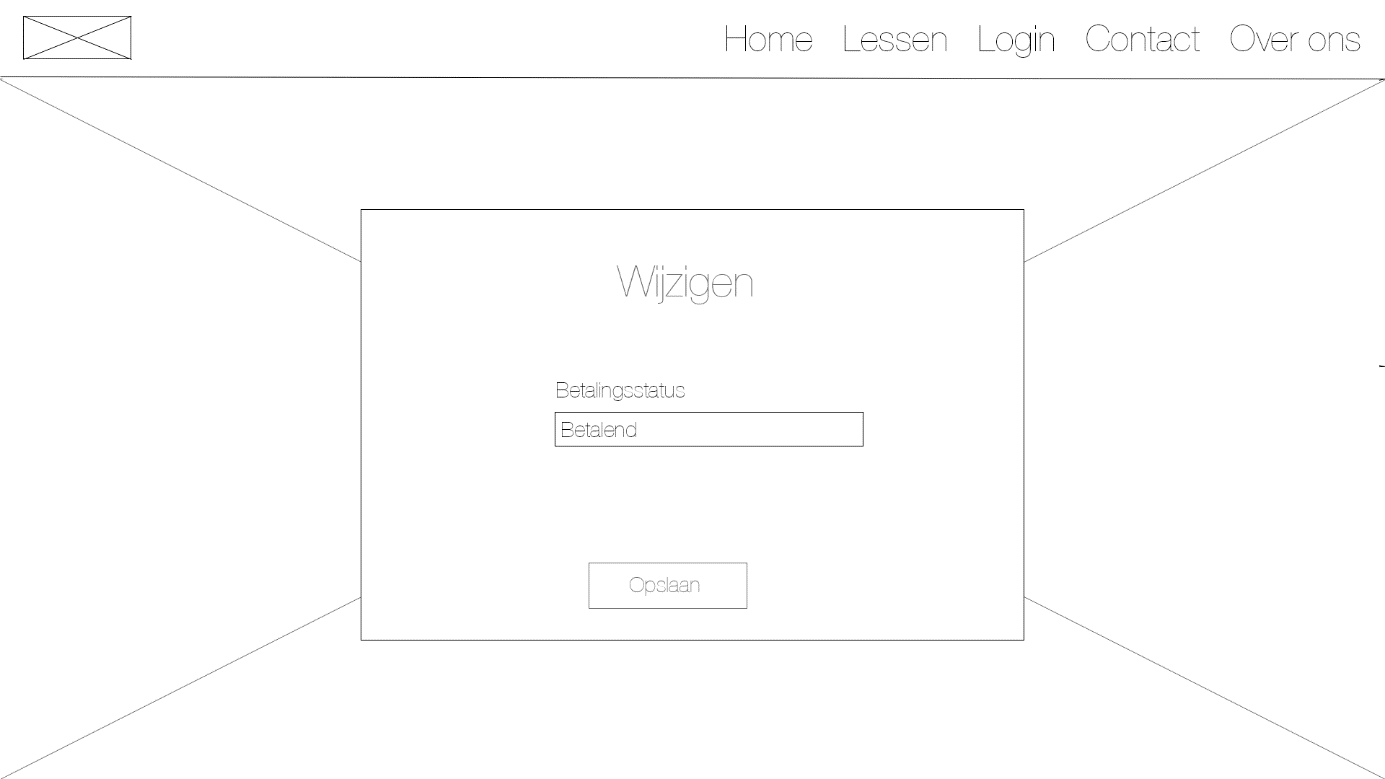 Home Lessen Login Contact Over ons
Wijzigen
Betalingsstatus
Betalend
Opslaan